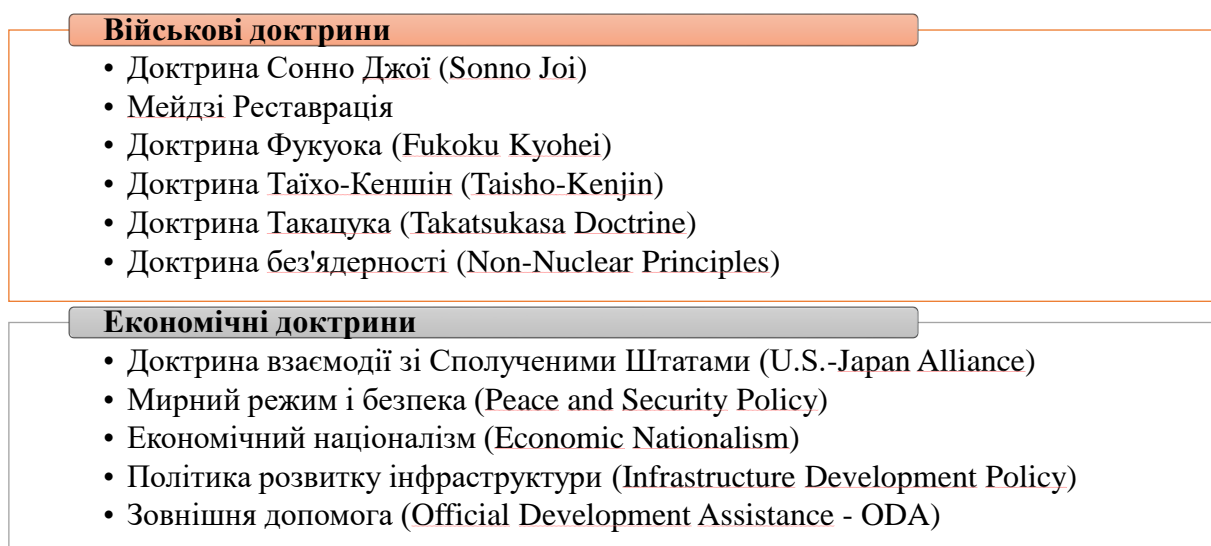 Військові доктрини
• Доктрина Сонно Джої (Sonno Joi)
• Мейдзі Реставрація
• Доктрина Фукуока (Fukoku Kyohei)
• Доктрина Таїхо-Кеншін (Taisho-Kenjin)
• Доктрина Такацука (Takatsukasa Doctrine)
• Доктрина без'ядерності (Non-Nuclear Principles)
Економічні доктрини
• Доктрина взаємодії зі Сполученими Штатами (U.S.-Japan Alliance)
• Мирний режим і безпека (Peace and Security Policy)
• Економічний націоналізм (Economic Nationalism)
• Політика розвитку інфраструктури (Infrastructure Development Policy)
• Зовнішня допомога (Official Development Assistance - ODA)